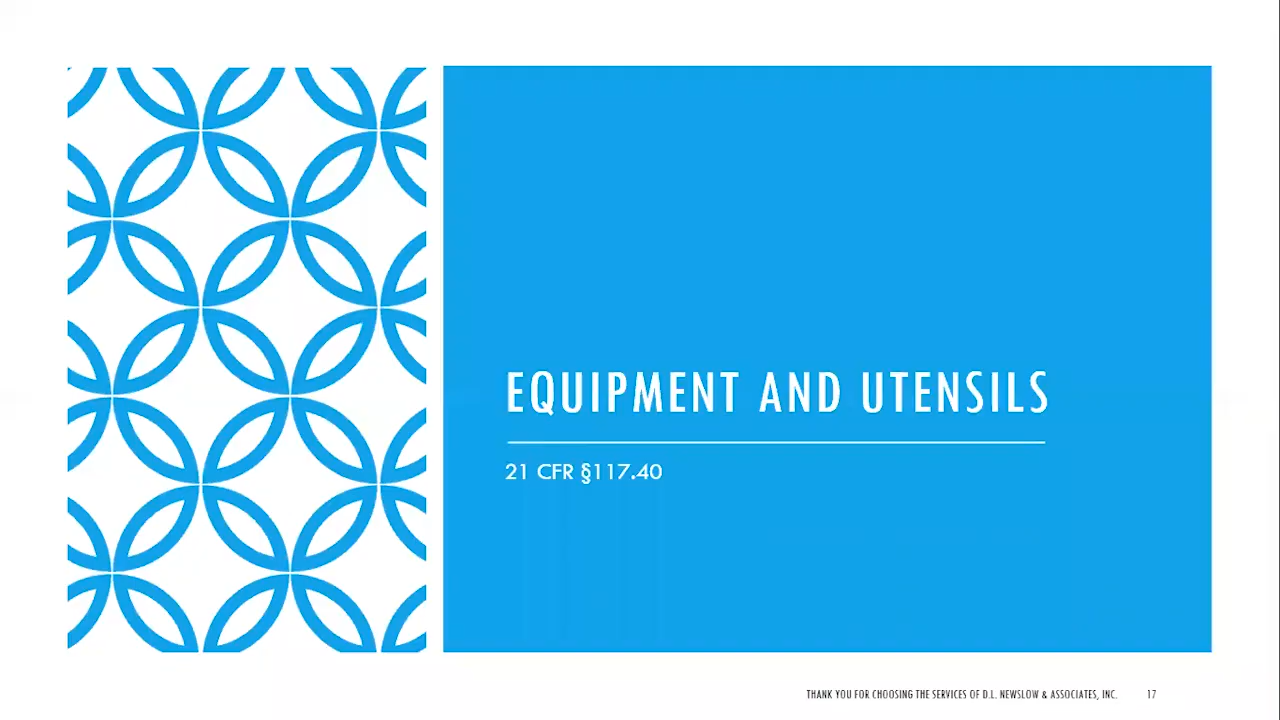 EQUIPMENT AND UTENSILS
21 CFR §117.40
THANK YOU FOR CHOOSING THE SERVICES OF D.L. NEWSLOW & ASSOCIATES, INC. 17